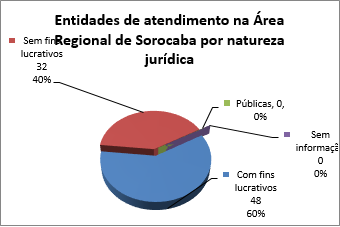 Entidades de atendimento na Área
Regional de Sorocaba por natureza
jurídica
Sem fins
lucrativos
32
40%
Públicas, 0,
0%
Sem
informaçã
0
0%
Com fins
lucrativos
48
60%